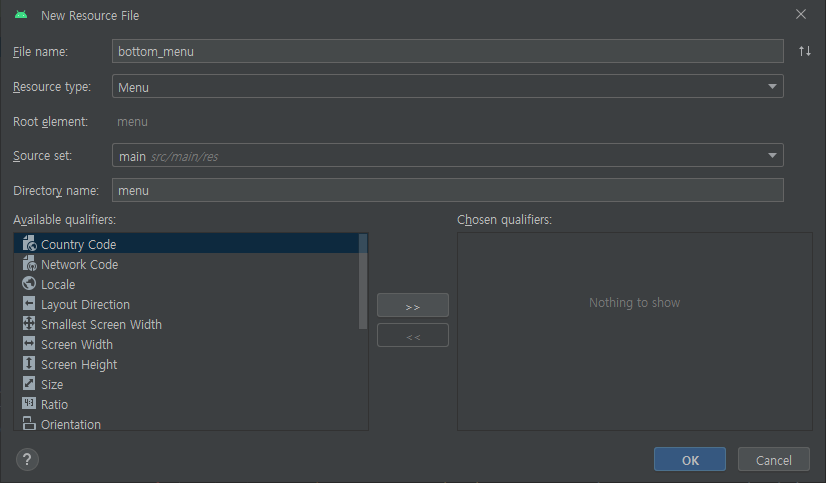 New Resource File
File name: bottom_menu
Resource type: Menu
Root element: menu
Source set: main src/main/res
Directory name: menu
Available qualifiers: Chosen qualifiers:
Country Code
Network Code
Locale
Layout Direction
Smallest Screen Width
Screen Width
Screen Height
Size
4:3 Ratio
Orientation
>>
<<
Nothing to show
? OK Cancel